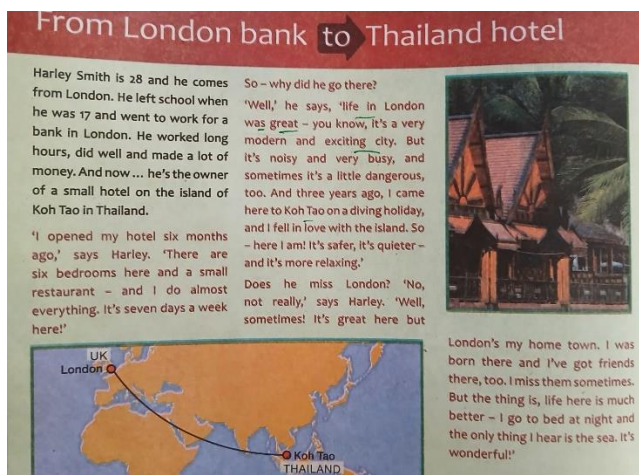 From London bank to Thailand hotel
Harley Smith is 28 and he comes
from London. He left school when
he was 17 and went to work for a
bank in London. He worked long
hours, did well and made a lot of
money. And now ... he's the owner
of a small hotel on the island of
Koh Tao in Thailand.
'I opened my hotel six months
ago,' says Harley. 'There are
six bedrooms here and a small
restaurant – and I do almost
everything. It's seven days a week
here!'
So – why did he go there?
'Well,' he says, 'life in London
was great – you know, it's a very
modern and exciting city. But
it's noisy and very busy, and
sometimes it's a little dangerous,
too. And three years ago, I came
here to Koh Tao on a diving holiday,
and I fell in love with the island. So
– here I am! It's safer, it's quieter –
and it's more relaxing.'
Does he miss London? 'No,
not really,' says Harley. 'Well,
sometimes! It's great here but
London's my home town. I was
born there and I've got friends
there, too. I miss them sometimes.
But the thing is, life here is much
better – I go to bed at night and
the only thing I hear is the sea. It's
wonderful!'
UK
London
Koh Tao
THAILAND